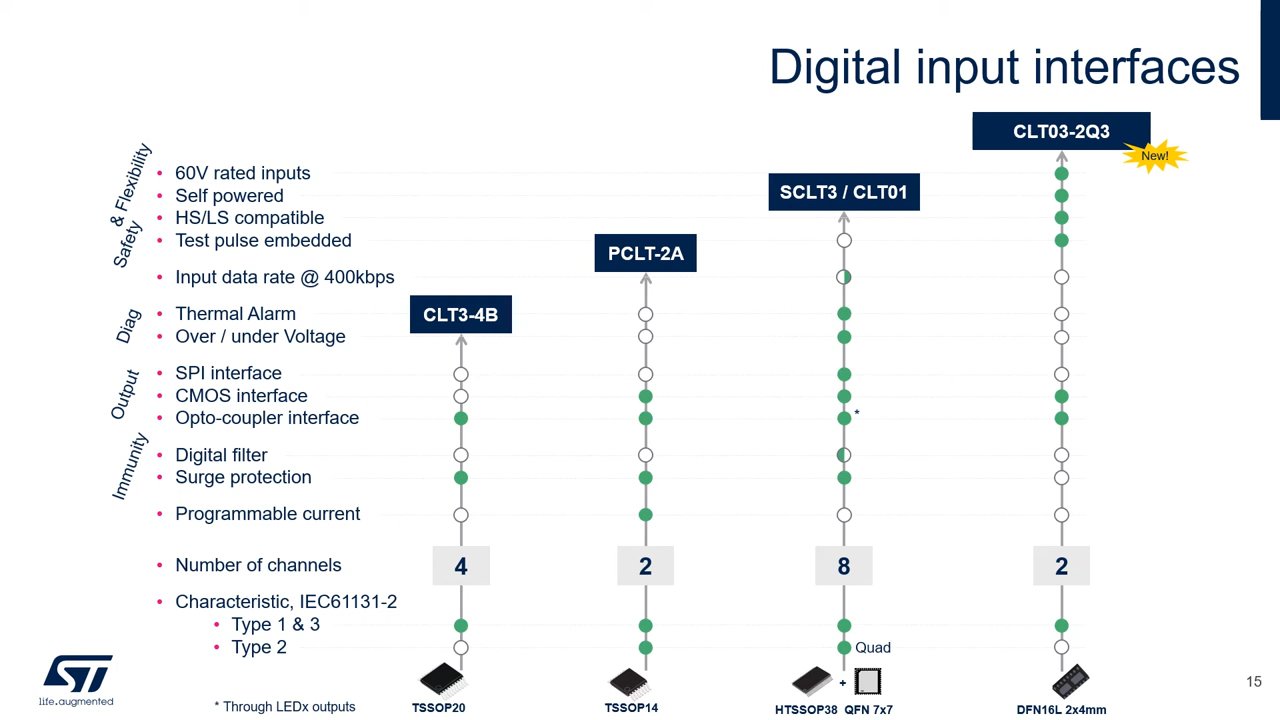 Digital input interfaces
CLT03-2Q3
New!
SCLT3 / CLT01
PCLT-2A
CLT3-4B
& Flexibility
Safety
• 60V rated inputs
• Self powered
• HS/LS compatible
• Test pulse embedded
• Input data rate @ 400kbps
Diag
• Thermal Alarm
• Over / under Voltage
Output
• SPI interface
• CMOS interface
• Opto-coupler interface
*
Immunity
• Digital filter
• Surge protection
• Programmable current
• Number of channels 4 2 8 2
• Characteristic, IEC61131-2
• Type 1 & 3
• Type 2
Quad
+
TSSOP20 TSSOP14 HTSSOP38 QFN 7x7 DFN16L 2x4mm
ST
life.augmented
* Through LEDx outputs
15